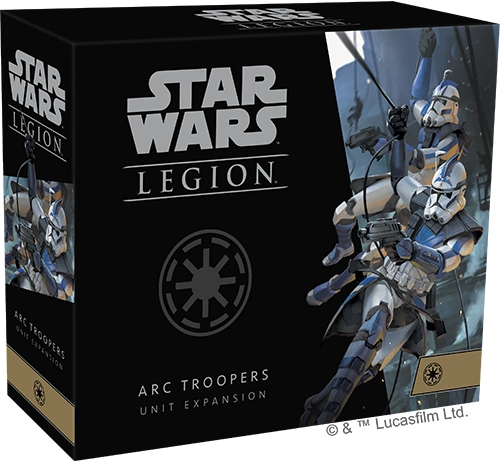 STAR
WARS
LEGION
ARC TROOPERS
UNIT EXPANSION
STAR
WARS
LEGION
ARC TROOPERS
UNIT EXPANSION
© & ™ Lucasfilm Ltd.